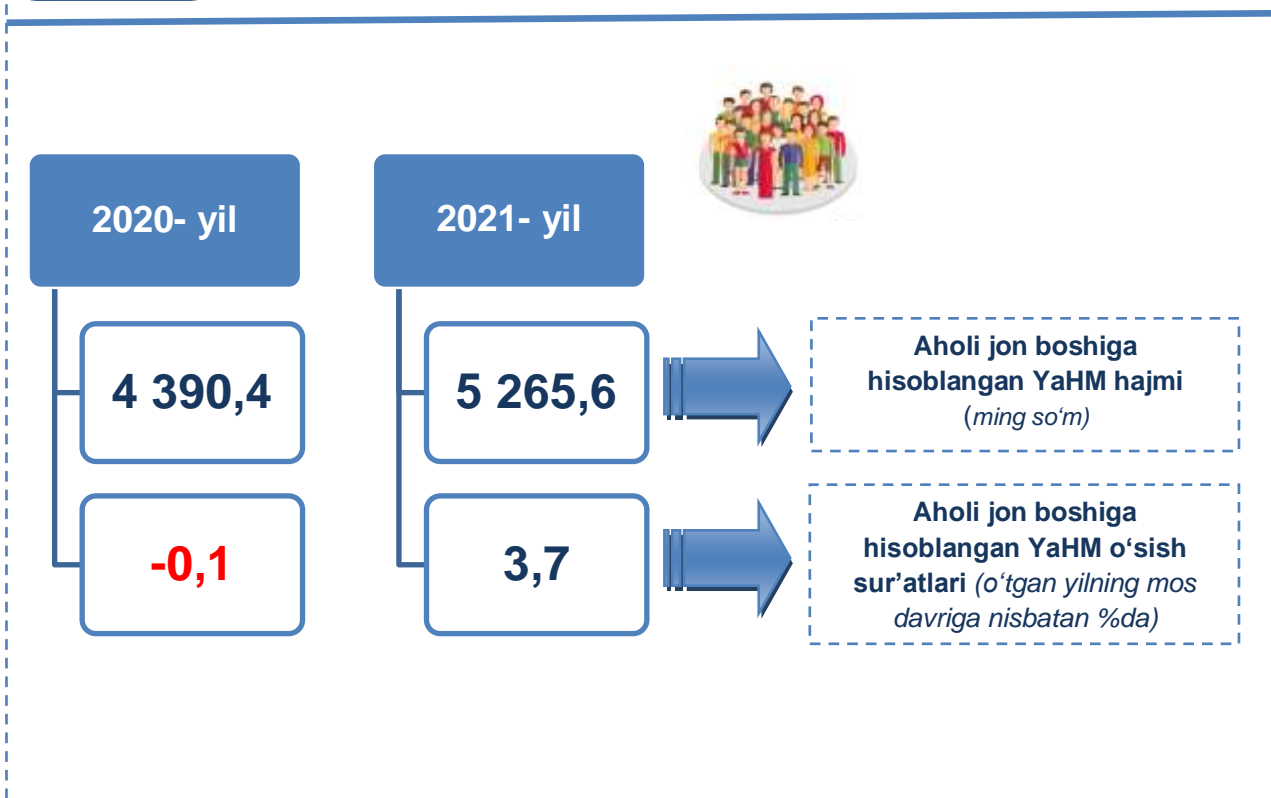 2020- yil
2021- yil
4 390,4
5 265,6
Aholi jon boshiga
hisoblangan YaHM hajmi
(ming so‘m)
-0,1
3,7
Aholi jon boshiga
hisoblangan YaHM o‘sish
sur’atlari (o‘tgan yilning mos
davriga nisbatan %da)